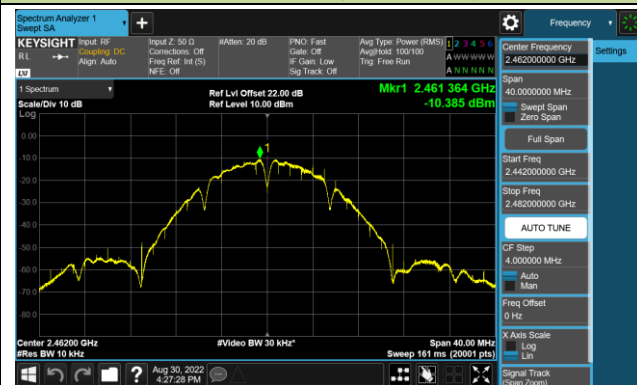 Spectrum Analyzer 1
Swept SA
Frequency
KEYSIGHT
Input: RF
Coupling: DC
Align: Auto
Input Z: 50 Ω
Corrections: Off
Freq Ref: Int (S)
NFE: Off
#Atten: 20 dB
PNO: Fast
Gate: Off
IF Gain: Low
Sig Track: Off
Avg Type: Power (RMS)
Avg|Hold: 100/100
Trig: Free Run
1 2 3 4 5 6
A W W W W W
A N N N N N
R L
LXI
1 Spectrum
Scale/Div 10 dB
Log
Ref Lvl Offset 22.00 dB
Ref Level 10.00 dBm
Mkr1 2.461 364 GHz
-10.385 dBm
1
0.00
-10.0
-20.0
-30.0
-40.0
-50.0
-60.0
-70.0
-80.0
Center 2.46200 GHz
#Res BW 10 kHz
#Video BW 30 kHz*
Span 40.00 MHz
Sweep 161 ms (20001 pts)
Center Frequency
2.462000000 GHz
Settings
Span
40.0000000 MHz
Swept Span
Zero Span
Full Span
Start Freq
2.442000000 GHz
Stop Freq
2.482000000 GHz
AUTO TUNE
CF Step
4.000000 MHz
Auto
Man
Freq Offset
0 Hz
X Axis Scale
Log
Lin
Signal Track
(Span Zoom)
?
Aug 30, 2022
4:27:28 PM